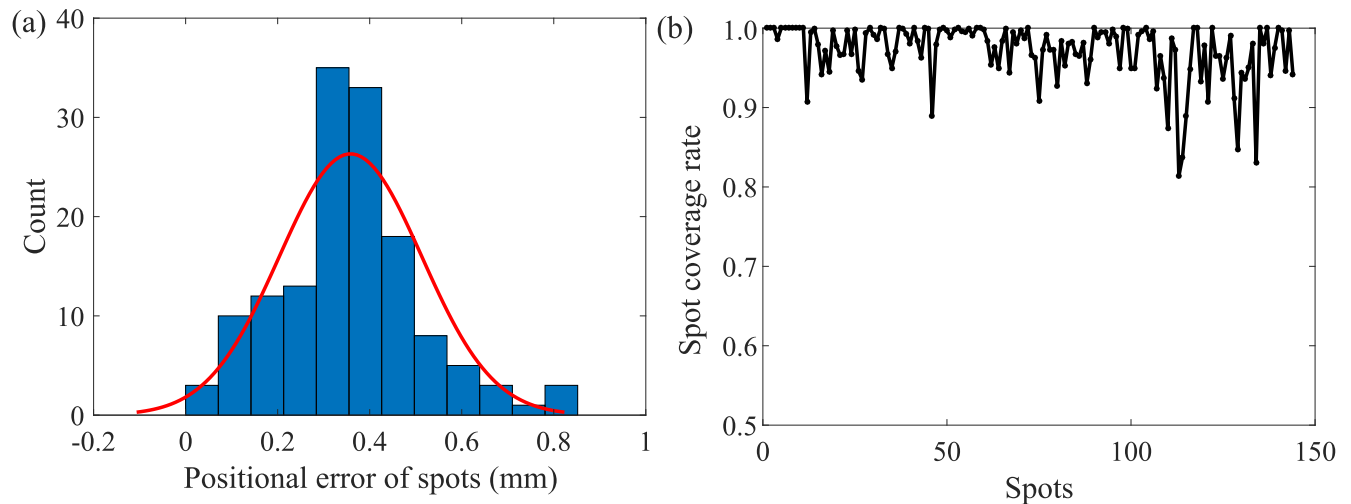 (a)
40
30
20
10
0
Count
-0.2 0 0.2 0.4 0.6 0.8 1
Positional error of spots (mm)
(b)
1.0
0.9
0.8
0.7
0.6
0.5
Spot coverage rate
0 50 100 150
Spots